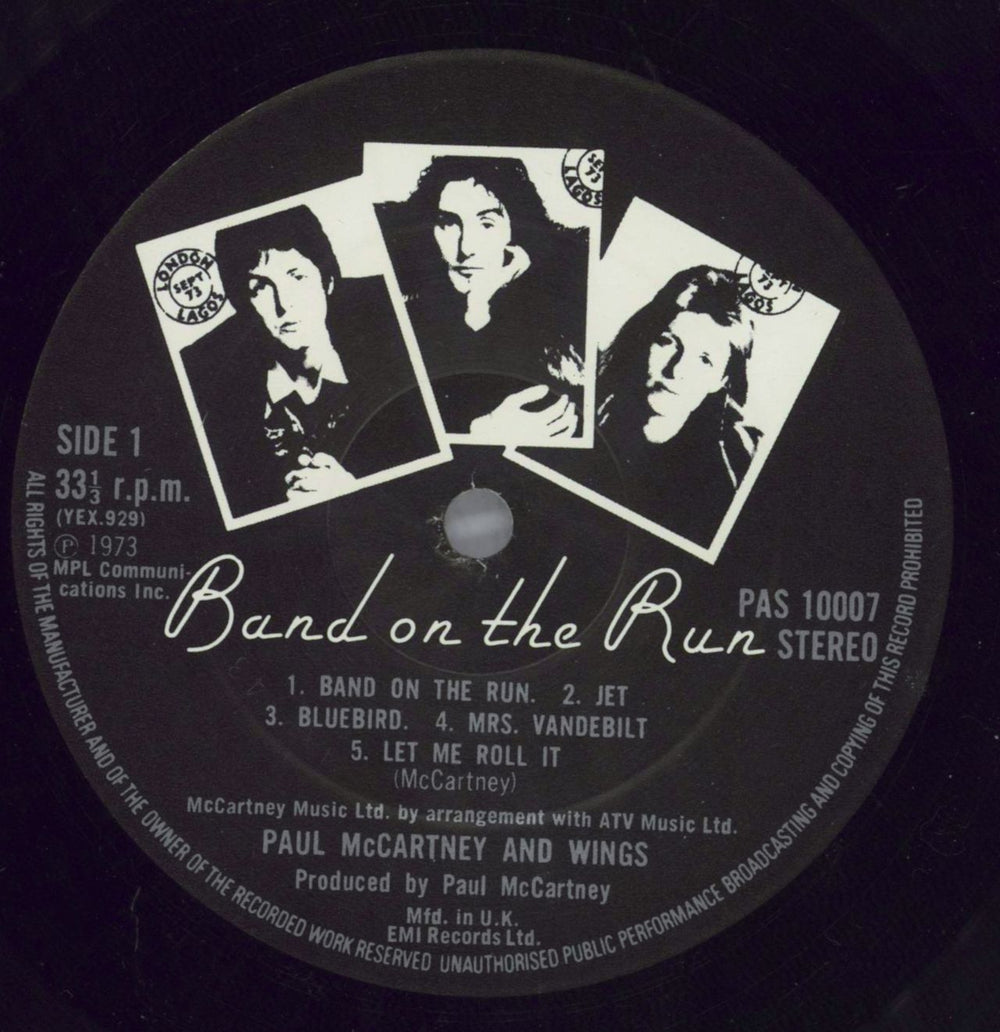 LONDON
SEPT
73
LAGOS
SE
73
LAGOS
73
LAGOS
SIDE 1
33⅓ r.p.m.
(YEX.929)
Ⓟ 1973
MPL Communi-
cations Inc.
Band on the Run
PAS 10007
STEREO
1. BAND ON THE RUN. 2. JET
3. BLUEBIRD. 4. MRS. VANDEBILT
5. LET ME ROLL IT
(McCartney)
McCartney Music Ltd. by arrangement with ATV Music Ltd.
PAUL McCARTNEY AND WINGS
Produced by Paul McCartney
Mfd. in U.K.
EMI Records Ltd.
ALL RIGHTS OF THE MANUFACTURER AND OF THE OWNER OF THE RECORDED WORK RESERVED UNAUTHORISED PUBLIC PERFORMANCE BROADCASTING AND COPYING OF THIS RECORD PROHIBITED